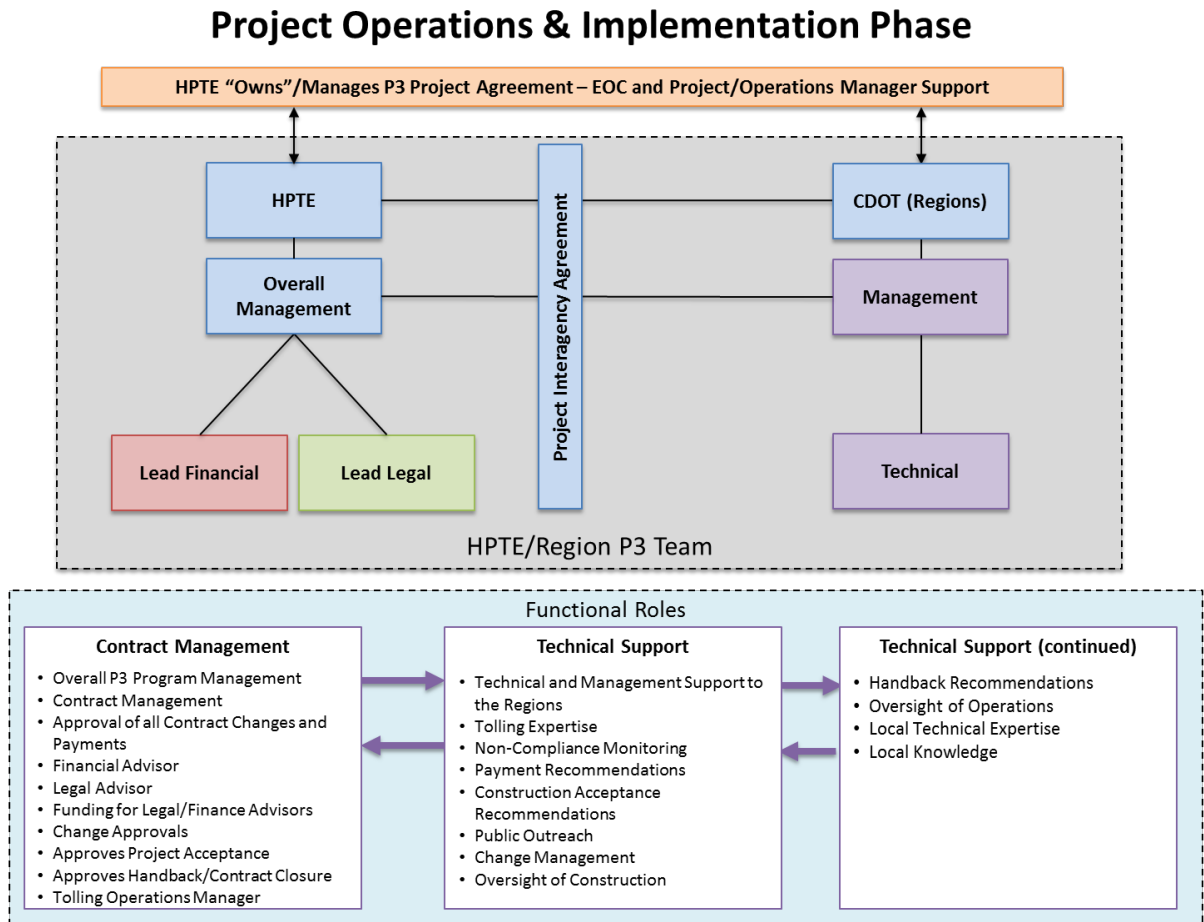 Project Operations & Implementation Phase
HPTE “Owns”/Manages P3 Project Agreement – EOC and Project/Operations Manager Support
HPTE
CDOT (Regions)
Project Interagency Agreement
Overall
Management
Management
Lead Financial
Lead Legal
Technical
HPTE/Region P3 Team
Functional Roles
Contract Management
• Overall P3 Program Management
• Contract Management
• Approval of all Contract Changes and
Payments
• Financial Advisor
• Legal Advisor
• Funding for Legal/Finance Advisors
• Change Approvals
• Approves Project Acceptance
• Approves Handback/Contract Closure
• Tolling Operations Manager
Technical Support
• Technical and Management Support to
the Regions
• Tolling Expertise
• Non-Compliance Monitoring
• Payment Recommendations
• Construction Acceptance
Recommendations
• Public Outreach
• Change Management
• Oversight of Construction
Technical Support (continued)
• Handback Recommendations
• Oversight of Operations
• Local Technical Expertise
• Local Knowledge